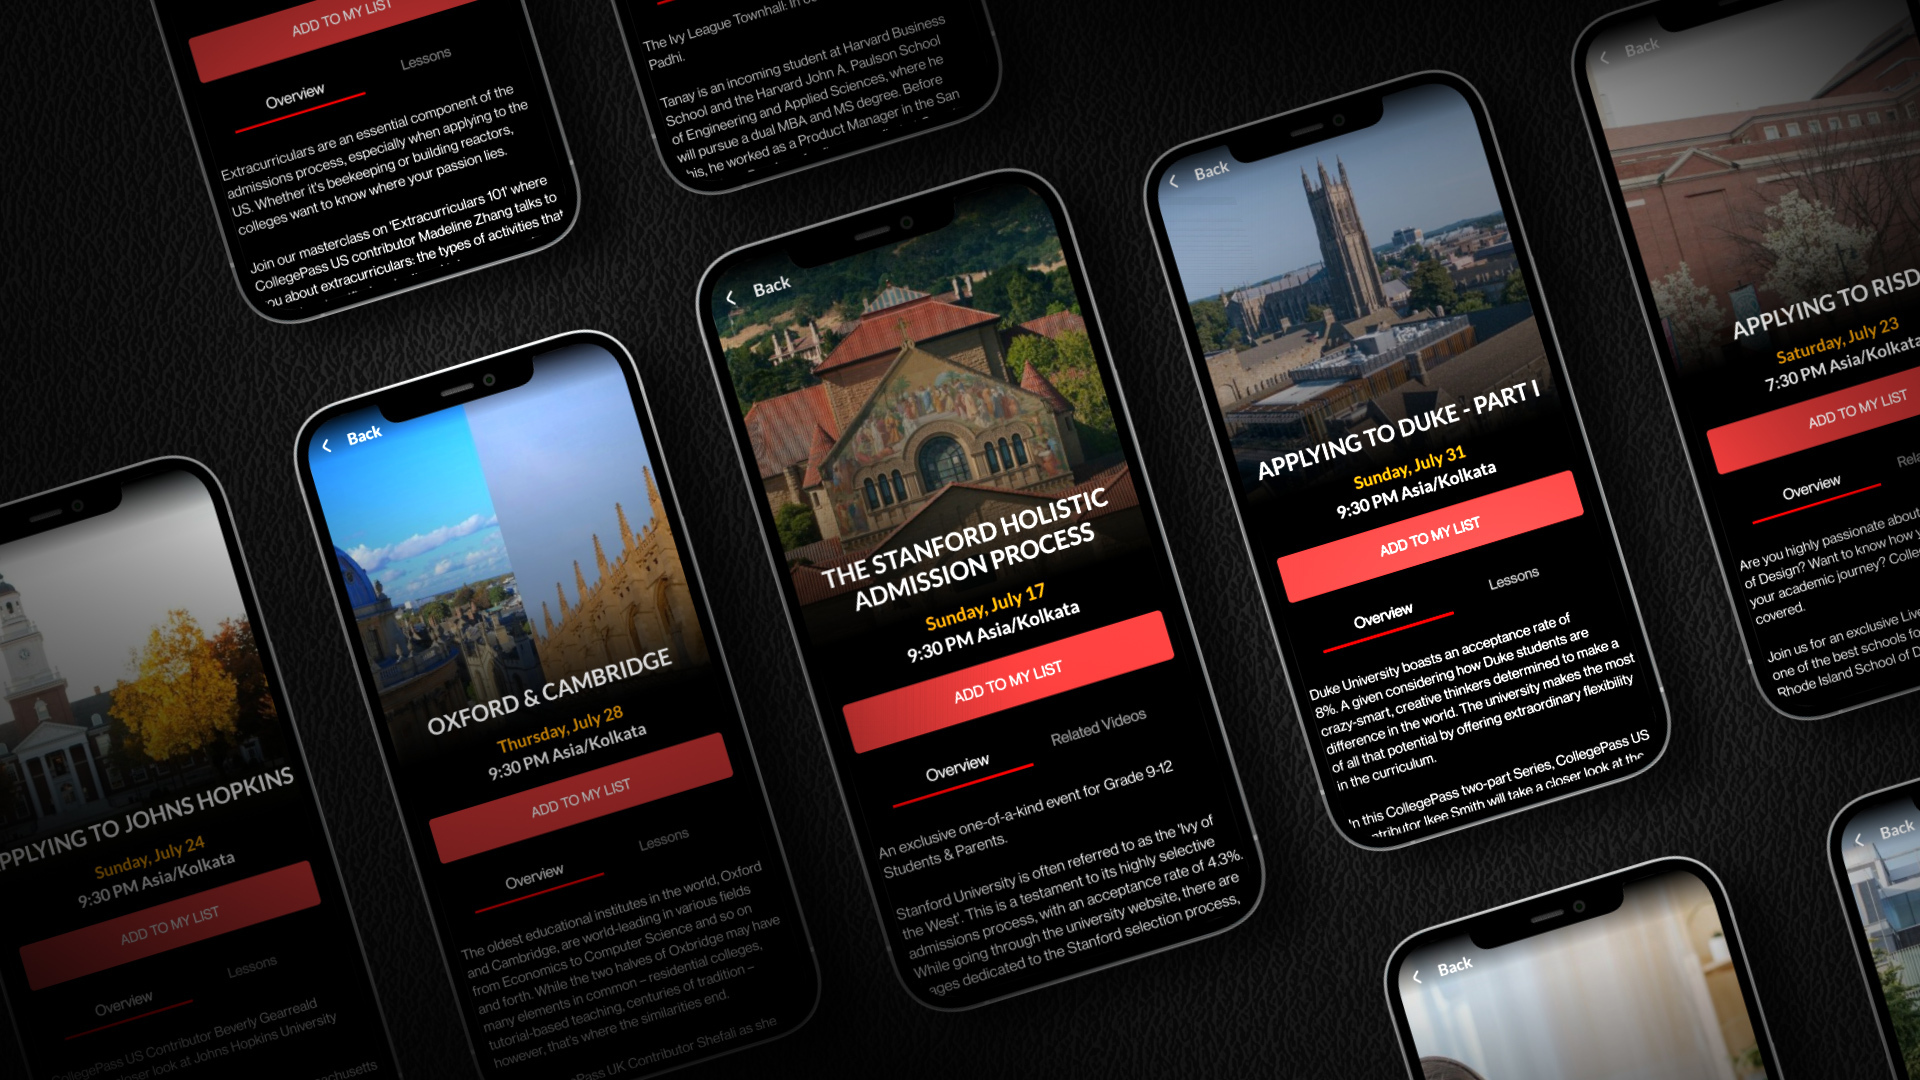 ADD TO MY LIST
Overview
Lessons
Extracurriculars are an essential component of the
admissions process, especially when applying to the
US. Whether it's beekeeping or building reactors,
colleges want to know where your passion lies.
Join our masterclass on 'Extracurriculars 101' where
CollegePass US contributor Madeline Zhang talks to
you about extracurriculars: the types of activities that
The Ivy League Townhall: In
Padhi.
Tanay is an incoming student at Harvard Business
School and the Harvard John A. Paulson School
of Engineering and Applied Sciences, where he
will pursue a dual MBA and MS degree. Before
this, he worked as a Product Manager in the San
PPLYING TO JOHNS HOPKINS
Sunday, July 24
9:30 PM Asia/Kolkata
ADD TO MY LIST
Overview
Lessons
CollegePass US Contributor Beverly Gearreald
closer look at Johns Hopkins University
achusetts
Back
OXFORD & CAMBRIDGE
Thursday, July 28
9:30 PM Asia/Kolkata
ADD TO MY LIST
Overview
Lessons
The oldest educational institutes in the world, Oxford
and Cambridge, are world-leading in various fields
from Economics to Computer Science and so on
and forth. While the two halves of Oxbridge may have
many elements in common – residential colleges,
tutorial-based teaching, centuries of tradition –
however, that's where the similarities end.
Pass UK Contributor Shefali as she
Back
THE STANFORD HOLISTIC
ADMISSION PROCESS
Sunday, July 17
9:30 PM Asia/Kolkata
ADD TO MY LIST
Overview
Related Videos
An exclusive one-of-a-kind event for Grade 9-12
Students & Parents.
Stanford University is often referred to as the 'Ivy of
the West'. This is a testament to its highly selective
admissions process, with an acceptance rate of 4.3%.
While going through the university website, there are
ages dedicated to the Stanford selection process,
Back
APPLYING TO DUKE - PART I
Sunday, July 31
9:30 PM Asia/Kolkata
ADD TO MY LIST
Overview
Lessons
Duke University boasts an acceptance rate of
8%. A given considering how Duke students are
crazy-smart, creative thinkers determined to make a
difference in the world. The university makes the most
of all that potential by offering extraordinary flexibility
in the curriculum.
In this CollegePass two-part Series, CollegePass US
ntributor Ikee Smith will take a closer look at the
Back
APPLYING TO RISD
Saturday, July 23
7:30 PM Asia/Kolkata
ADD TO MY LIST
Overview
Rela
Are you highly passionate about
of Design? Want to know how y
your academic journey? Colle
covered.
Join us for an exclusive Live
one of the best schools fo
Rhode Island School of D
Back
Back